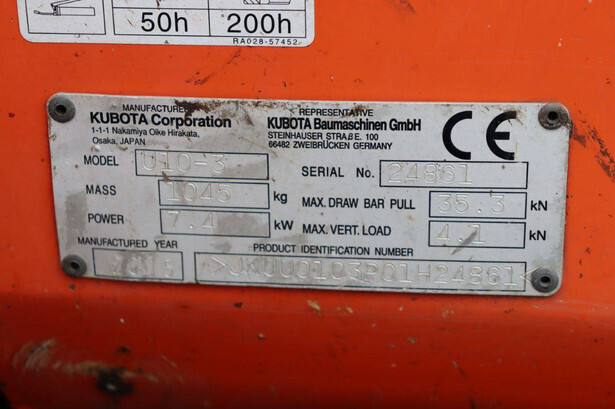 50h 200h
RA028-57452
MANUFACTURER
KUBOTA Corporation
1-1-1 Nakamiya Oike Hirakata,
Osaka, JAPAN
REPRESENTATIVE
KUBOTA Baumaschinen GmbH
STEINHAUSER STRAßE. 100
66482 ZWEIBRÜCKEN GERMANY
CE
MODEL U10-3
SERIAL No. 24861
MASS 1045 kg
MAX. DRAW BAR PULL 35.3 kN
POWER 7.4 kW
MAX. VERT. LOAD 4.1 kN
MANUFACTURED YEAR
PRODUCT IDENTIFICATION NUMBER
>JKUU0103P01H24861<